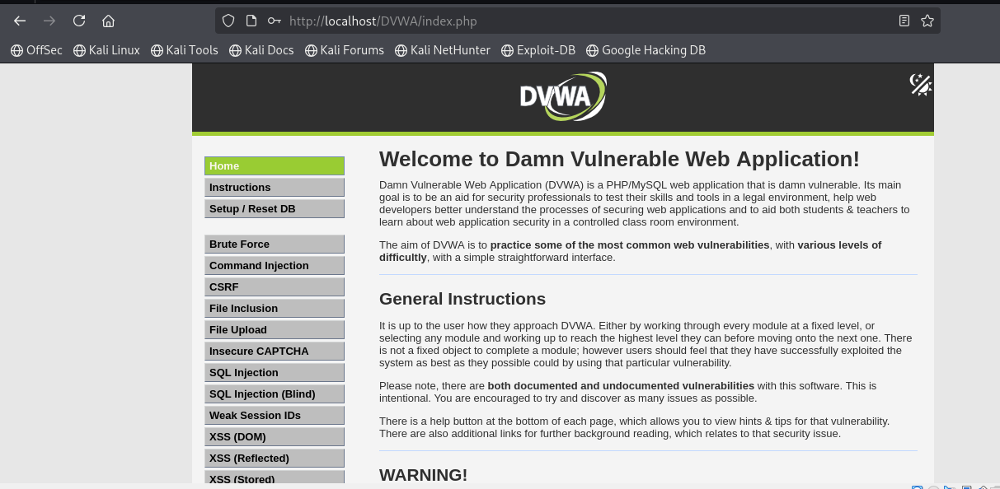 http://localhost/DVWA/index.php
OffSec Kali Linux Kali Tools Kali Docs Kali Forums Kali NetHunter Exploit-DB Google Hacking DB
DVWA
Home
Instructions
Setup / Reset DB
Brute Force
Command Injection
CSRF
File Inclusion
File Upload
Insecure CAPTCHA
SQL Injection
SQL Injection (Blind)
Weak Session IDs
XSS (DOM)
XSS (Reflected)
XSS (Stored)
Welcome to Damn Vulnerable Web Application!
Damn Vulnerable Web Application (DVWA) is a PHP/MySQL web application that is damn vulnerable. Its main
goal is to be an aid for security professionals to test their skills and tools in a legal environment, help web
developers better understand the processes of securing web applications and to aid both students & teachers to
learn about web application security in a controlled class room environment.
The aim of DVWA is to practice some of the most common web vulnerabilities, with various levels of
difficultly, with a simple straightforward interface.
General Instructions
It is up to the user how they approach DVWA. Either by working through every module at a fixed level, or
selecting any module and working up to reach the highest level they can before moving onto the next one. There
is not a fixed object to complete a module; however users should feel that they have successfully exploited the
system as best as they possible could by using that particular vulnerability.
Please note, there are both documented and undocumented vulnerabilities with this software. This is
intentional. You are encouraged to try and discover as many issues as possible.
There is a help button at the bottom of each page, which allows you to view hints & tips for that vulnerability.
There are also additional links for further background reading, which relates to that security issue.
WARNING!